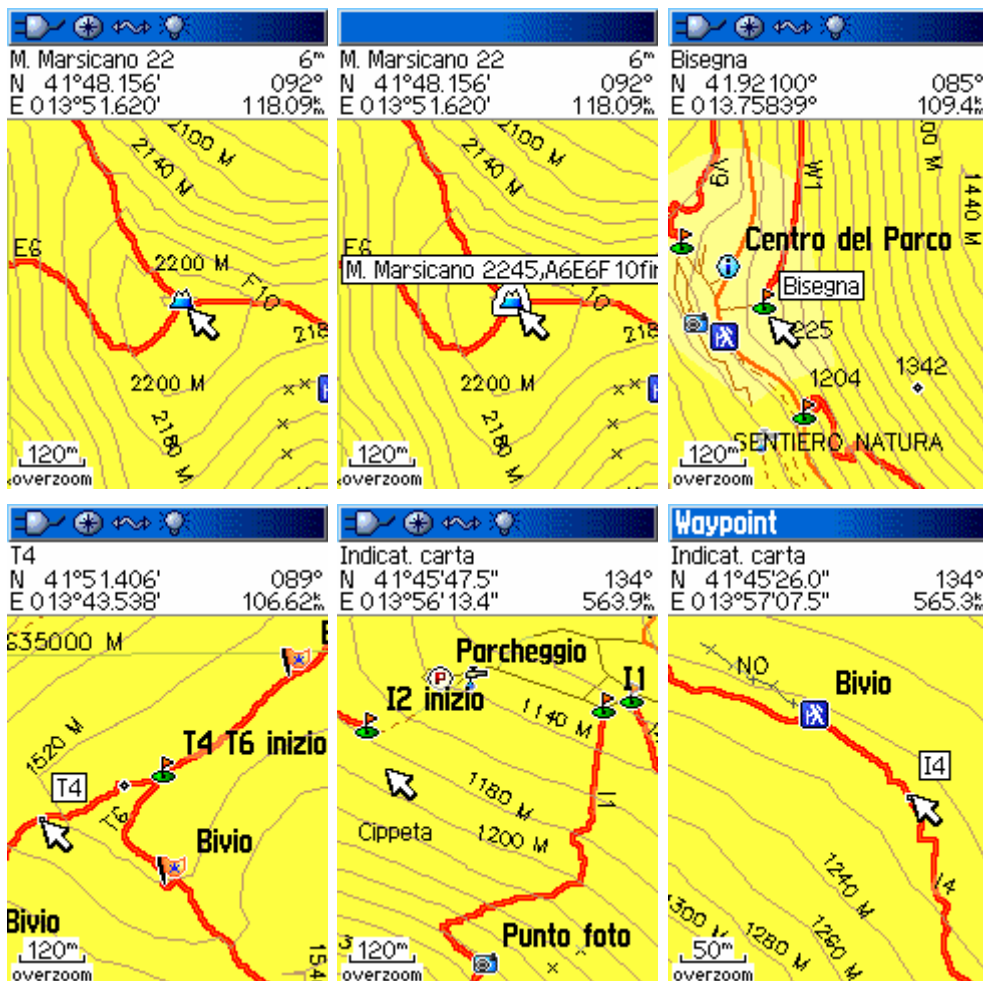 M. Marsicano 22 6m
N 41°48.156' 092°
E 013°51.620' 118.09km
2100 M
2140 M
E6
2200 M
F10
218
2200 M
2180 M
120m
overzoom
M. Marsicano 22 6m
N 41°48.156' 092°
E 013°51.620' 118.09km
2100 M
2140 M
E6
M. Marsicano 2245,A6E6F10fin
2200 M
10
218
2200 M
2180 M
120m
overzoom
Bisegna 085°
N 41.92100°
E 013.75839° 109.4km
00 M
V9
W1
1440 M
Centro del Parco
Bisegna
225
1342
1204
SENTIERO NATURA
120m
overzoom
T4
N 41°51.406' 089°
E 013°43.538' 106.62km
S35000 M
1520 M
T4 T6 inizio
T4
T6
Bivio
Bivio
154
120m
overzoom
Indicat. carta
N 41°45'47.5" 134°
E 013°56'13.4" 563.9km
Parcheggio
P
I2 inizio
I1
1140 M
1180 M
I1
Cippeta
1200 M
Punto foto
120m
overzoom
Waypoint
Indicat. carta
N 41°45'26.0" 134°
E 013°57'07.5" 565.3km
NO
Bivio
I4
I4
1240 M
1260 M
1280 M
1300 M
50m
overzoom